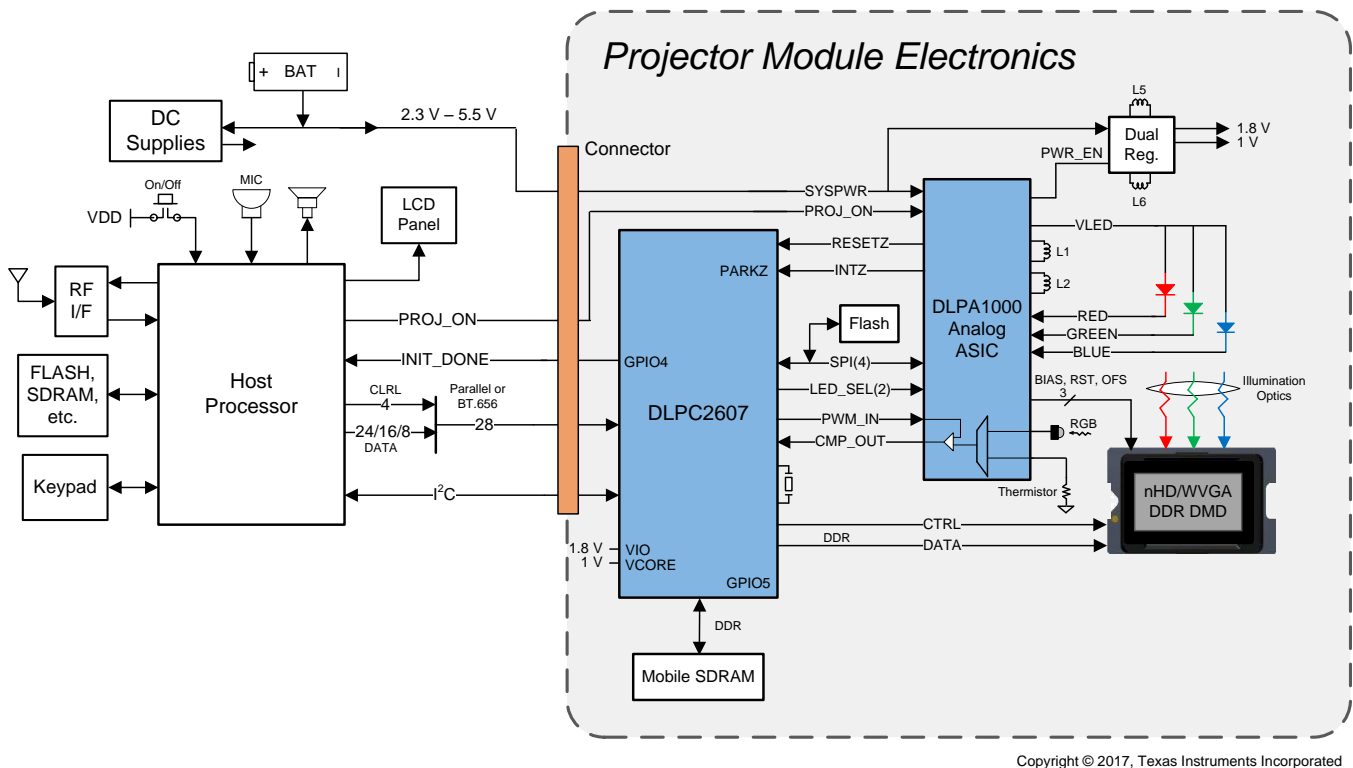 Projector Module Electronics
+ BAT
DC
Supplies
2.3 V – 5.5 V
Connector
On/Off
VDD
MIC
LCD
Panel
RF
I/F
FLASH,
SDRAM,
etc.
Keypad
Host
Processor
PROJ_ON
INIT_DONE
CLRL
4
24/16/8
DATA
Parallel or
BT.656
28
I²C
SYSPWR
PROJ_ON
RESETZ
PARKZ
INTZ
Flash
GPIO4
SPI(4)
LED_SEL(2)
DLPC2607
PWM_IN
CMP_OUT
1.8 V
1 V
VIO
VCORE
GPIO5
CTRL
DDR
DATA
DDR
Mobile SDRAM
DLPA1000
Analog
ASIC
PWR_EN
L5
Dual
Reg.
L6
1.8 V
1 V
VLED
L1
L2
RED
GREEN
BLUE
BIAS, RST, OFS
3
Illumination
Optics
RGB
Thermistor
nHD/WVGA
DDR DMD
Copyright © 2017, Texas Instruments Incorporated